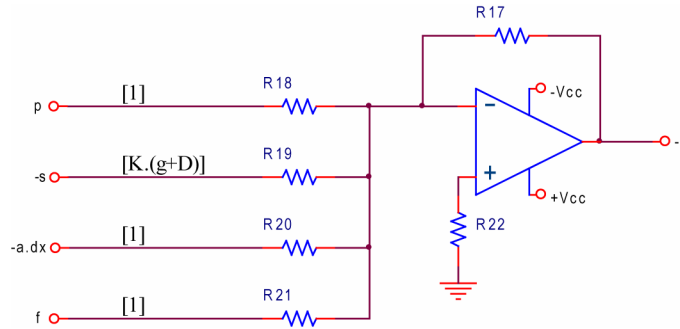 R17
R18
p [1]
-Vcc
-
R19
-s [K.(g+D)]
+
+Vcc
R20
R22
-a.dx [1]
R21
f [1]
-